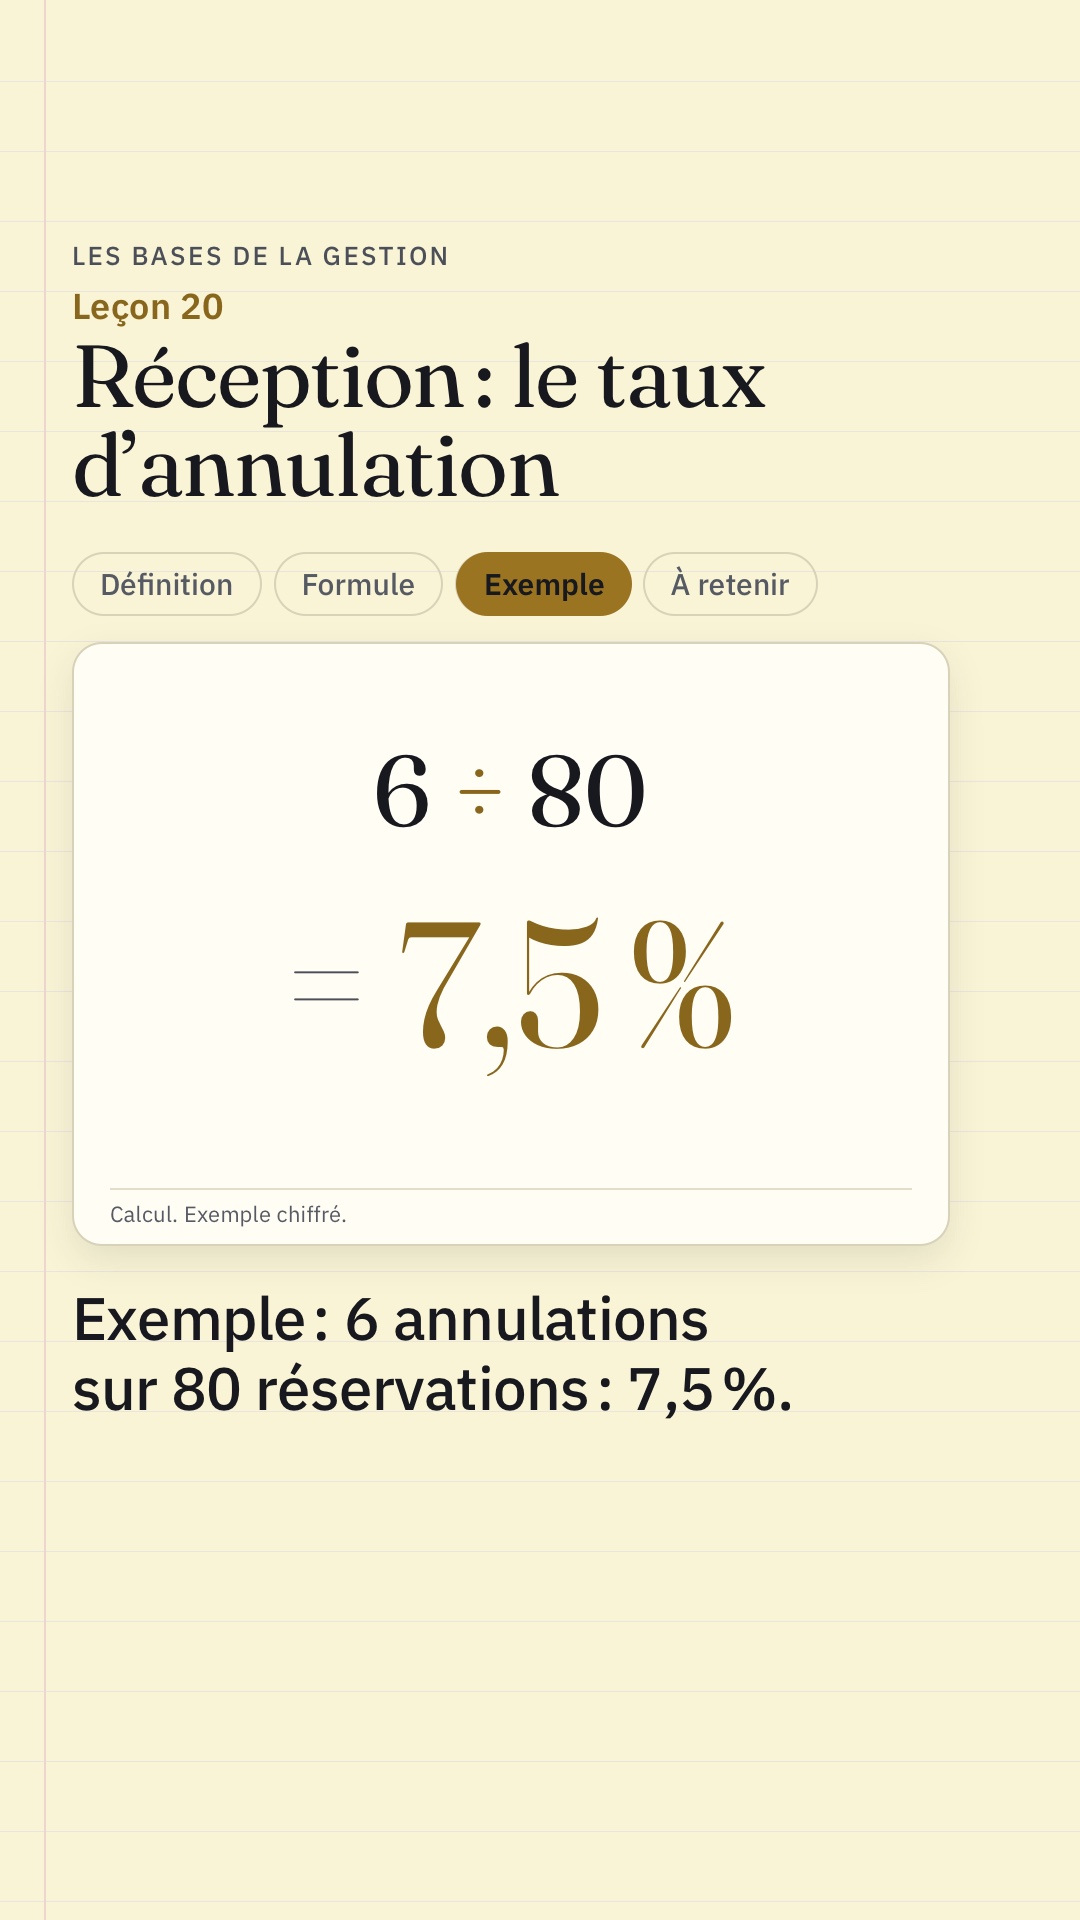 LES BASES DE LA GESTION
Leçon 20
Réception : le taux
d’annulation
Définition
Formule
Exemple
À retenir
6 ÷ 80
= 7,5 %
Calcul. Exemple chiffré.
Exemple : 6 annulations
sur 80 réservations : 7,5 %.